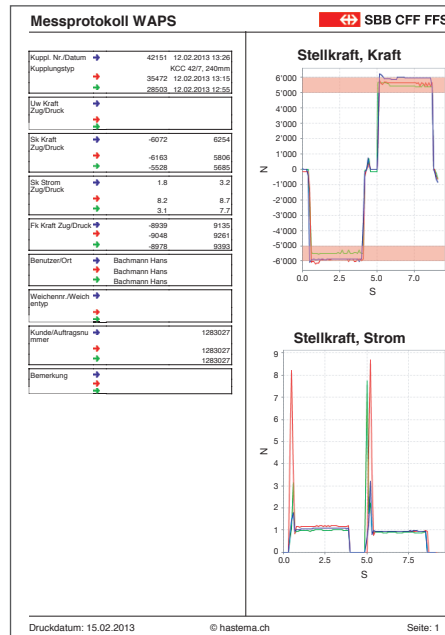 Messprotokoll WAPS
SBB CFF FFS
Kuppl. Nr./Datum 42151 12.02.2013 13:26
Kupplungstyp KCC 42/7, 240mm
35472 12.02.2013 13:15
28503 12.02.2013 12:55
Uw Kraft
Zug/Druck
Sk Kraft -6072 6254
Zug/Druck
-6163 5806
-5528 5685
Sk Strom 1.8 3.2
Zug/Druck
8.2 8.7
3.1 7.7
Fk Kraft Zug/Druck -8939 9135
-9048 9261
-8978 9393
Benutzer/Ort Bachmann Hans
Bachmann Hans
Bachmann Hans
Weichennr./Weich
entyp
Kunde/Auftragsnu 1283027
mmer
1283027
1283027
Bemerkung
Stellkraft, Kraft
6'000
5'000
4'000
3'000
2'000
1'000
0
-1'000
-2'000
-3'000
-4'000
-5'000
-6'000
N
0.0 2.5 5.0 7.0
S
Stellkraft, Strom
9
8
7
6
5
4
3
2
1
0
N
0.0 2.5 5.0 7.0
S
Druckdatum: 15.02.2013 © hastema.ch Seite: 1